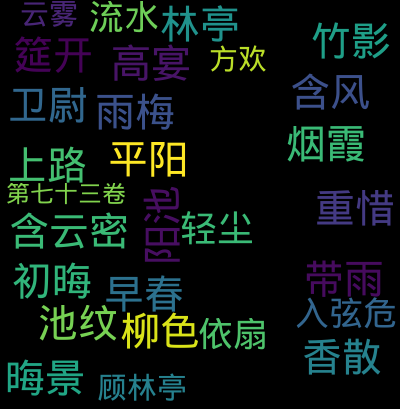 云雾
流水
林亭
竹影
筵开
高宴
方欢
卫尉
雨梅
含风
上路
平阳
烟霞
第七十三卷
阳池
重惜
含云密
轻尘
初晦
早春
带雨
池纹
柳色
依扇
入弦危
香散
晦景
顾林亭